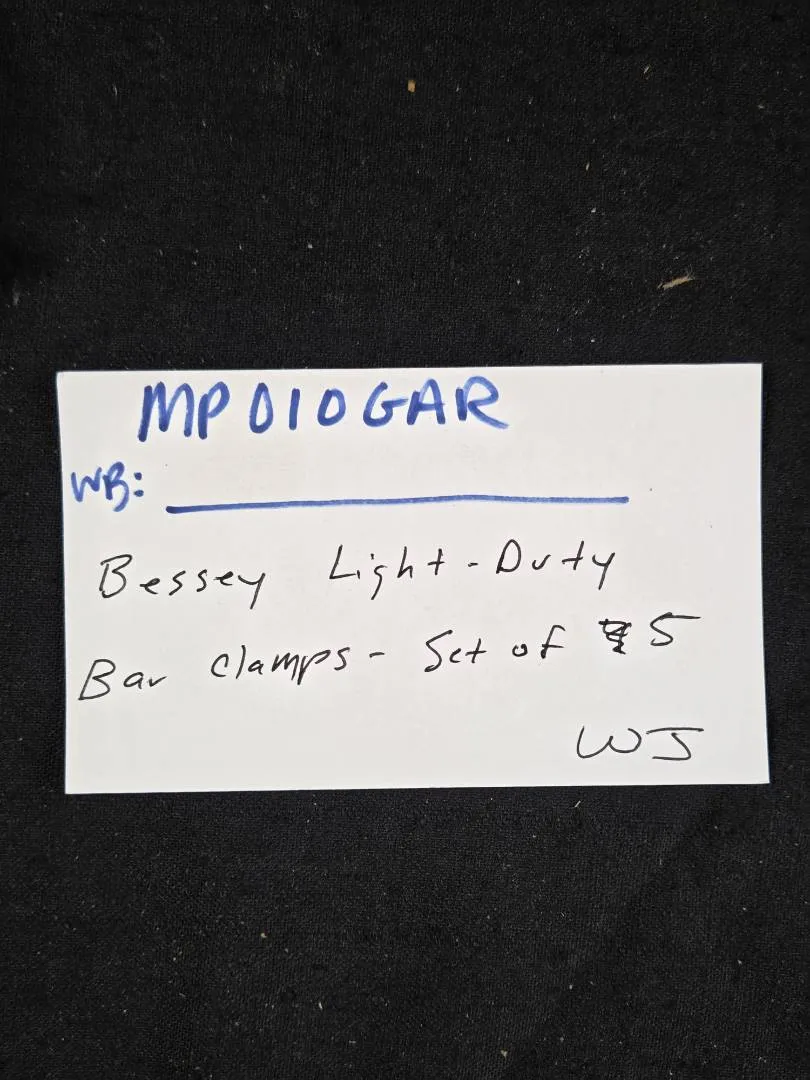 MP010GAR
WB:
Bessey Light-Duty
Bar clamps - Set of 5
WJ